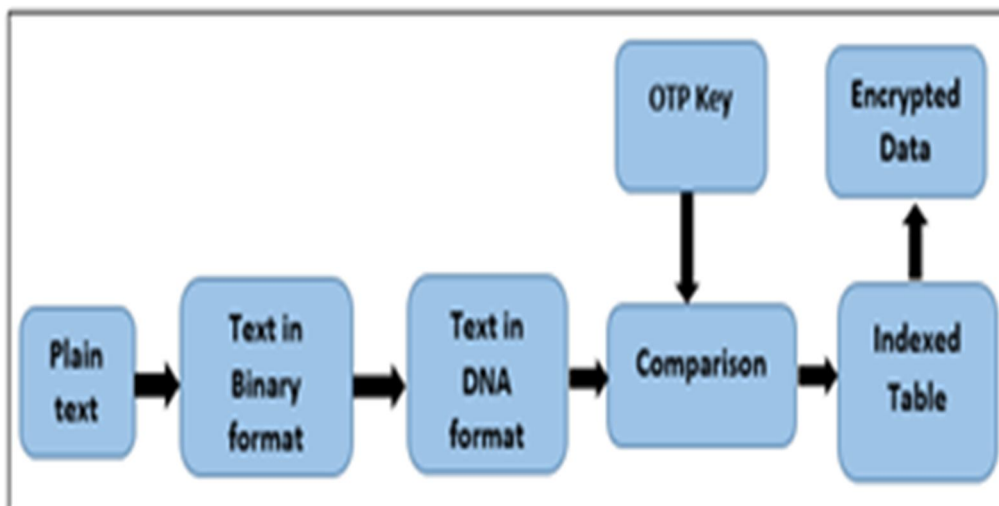 OTP Key
Encrypted
Data
Plain
text
Text in
Binary
format
Text in
DNA
format
Comparison
Indexed
Table